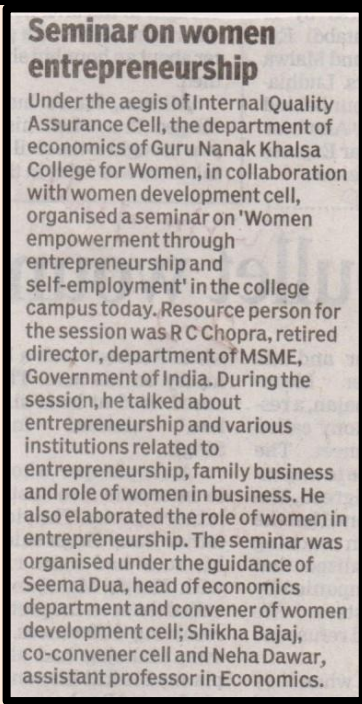 Seminar on women
entrepreneurship
Under the aegis of Internal Quality
Assurance Cell, the department of
economics of Guru Nanak Khalsa
College for Women, in collaboration
with women development cell,
organised a seminar on 'Women
empowerment through
entrepreneurship and
self-employment' in the college
campus today. Resource person for
the session was R C Chopra, retired
director, department of MSME,
Government of India. During the
session, he talked about
entrepreneurship and various
institutions related to
entrepreneurship, family business
and role of women in business. He
also elaborated the role of women in
entrepreneurship. The seminar was
organised under the guidance of
Seema Dua, head of economics
department and convener of women
development cell; Shikha Bajaj,
co-convener cell and Neha Dawar,
assistant professor in Economics.